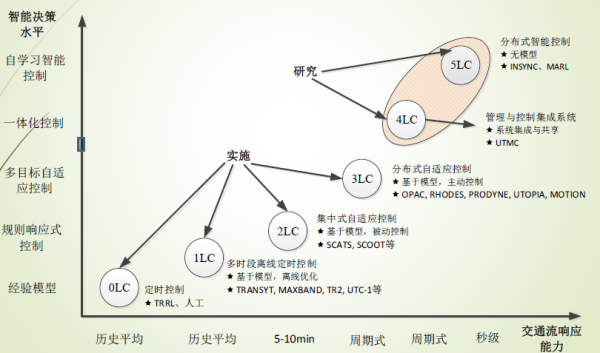 智能决策
水平
自学习智能
控制
一体化控制
多目标自适
应控制
规则响应式
控制
经验模型
研究
实施
5LC
分布式智能控制
★ 无模型
★ INSYNC、MARL
4LC
管理与控制集成系统
★ 系统集成与共享
★ UTMC
3LC
分布式自适应控制
★ 基于模型，主动控制
★ OPAC, RHODES, PRODYNE, UTOPIA, MOTION
2LC
集中式自适应控制
★ 基于模型，被动控制
★ SCATS, SCOOT等
1LC
多时段离线定时控制
★ 基于模型，离线优化
★ TRANSYT, MAXBAND, TR2, UTC-1等
0LC
定时控制
★ TRRL、人工
历史平均
历史平均
5-10min
周期式
周期式
秒级
交通流响应
能力